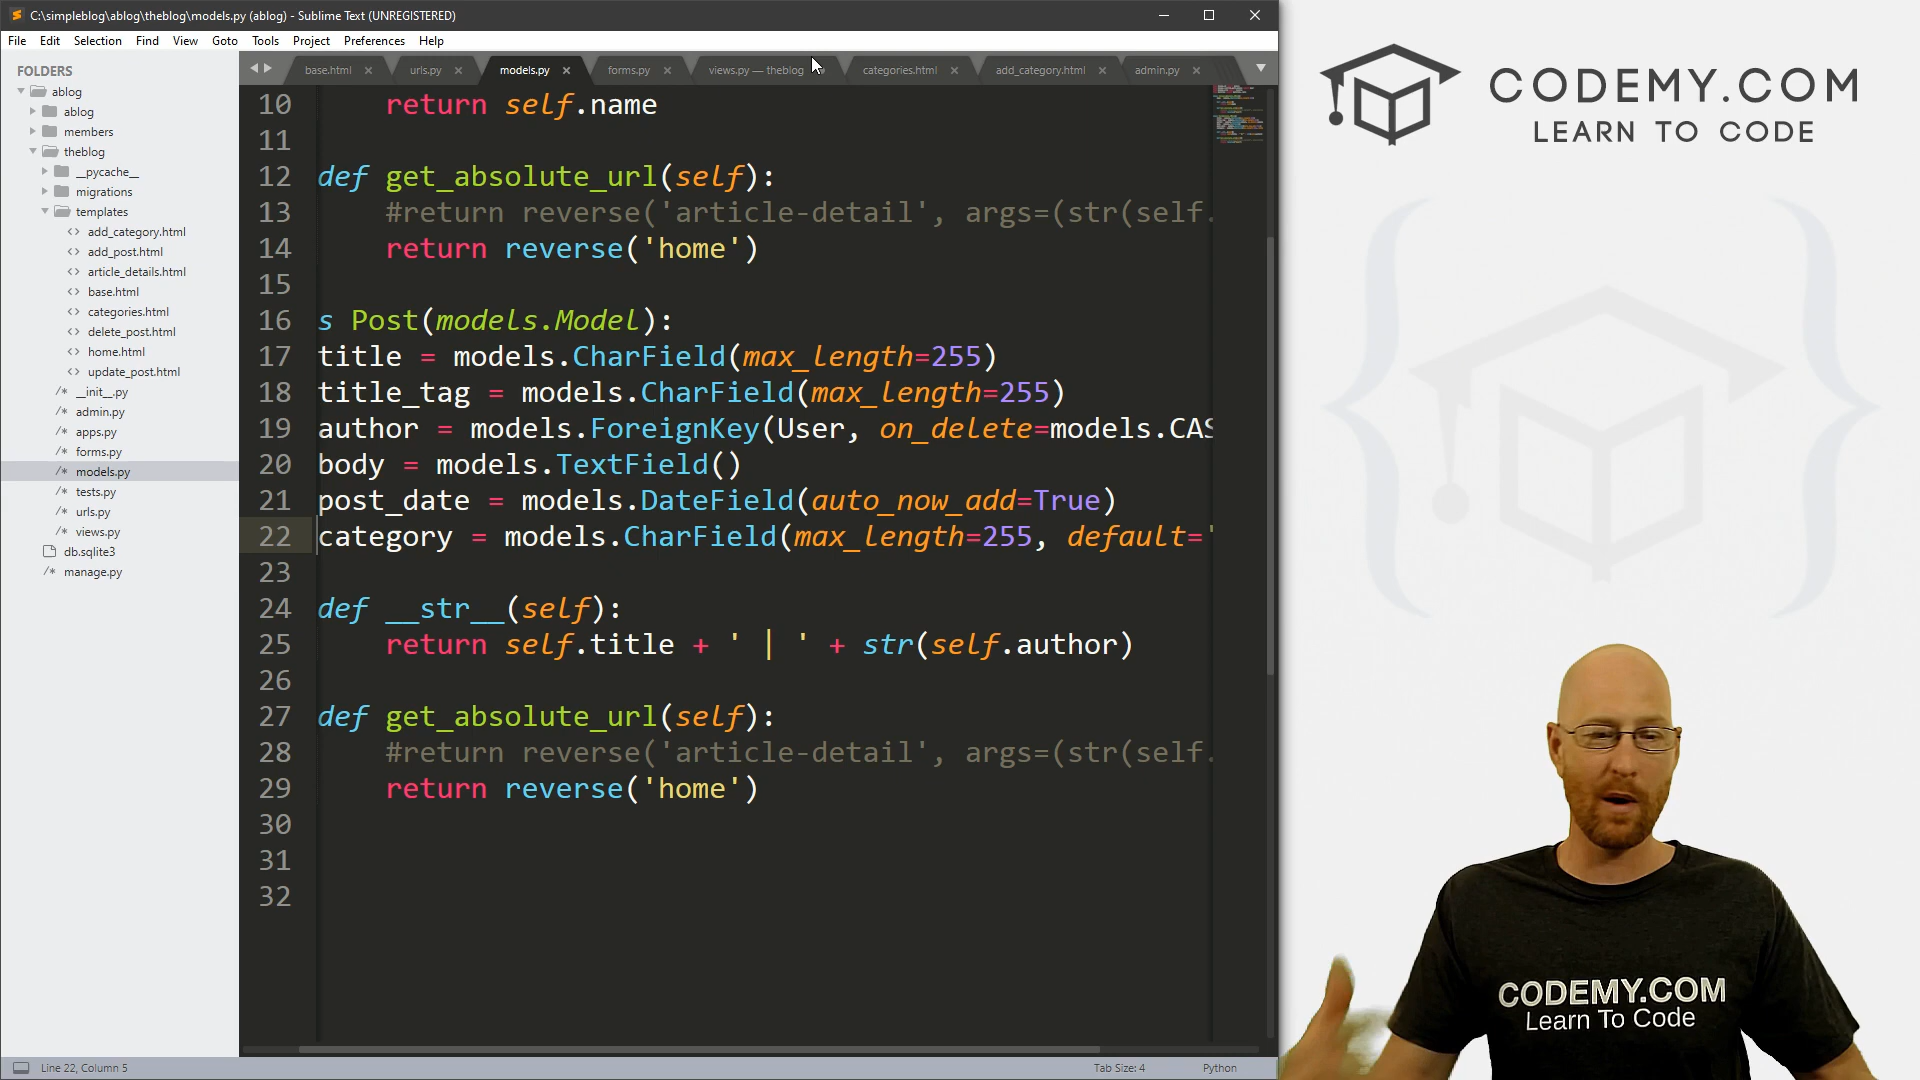 C:\simpleblog\ablog\theblog\models.py (ablog) - Sublime Text (UNREGISTERED)
File Edit Selection Find View Goto Tools Project Preferences Help
FOLDERS
ablog
ablog
members
theblog
__pycache__
migrations
templates
<> add_category.html
<> add_post.html
<> article_details.html
<> base.html
<> categories.html
<> delete_post.html
<> home.html
<> update_post.html
/* __init__.py
/* admin.py
/* apps.py
/* forms.py
/* models.py
/* tests.py
/* urls.py
/* views.py
db.sqlite3
/* manage.py
base.html urls.py models.py forms.py views.py — theblog categories.html add_category.html admin.py
10 return self.name
11
12 def get_absolute_url(self):
13 #return reverse('article-detail', args=(str(self.
14 return reverse('home')
15
16 s Post(models.Model):
17 title = models.CharField(max_length=255)
18 title_tag = models.CharField(max_length=255)
19 author = models.ForeignKey(User, on_delete=models.CAS
20 body = models.TextField()
21 post_date = models.DateField(auto_now_add=True)
22 category = models.CharField(max_length=255, default='
23
24 def __str__(self):
25 return self.title + ' | ' + str(self.author)
26
27 def get_absolute_url(self):
28 #return reverse('article-detail', args=(str(self.
29 return reverse('home')
30
31
32
Line 22, Column 5
Tab Size: 4
Python
CODEMY.COM
LEARN TO CODE
CODEMY.COM
Learn To Code